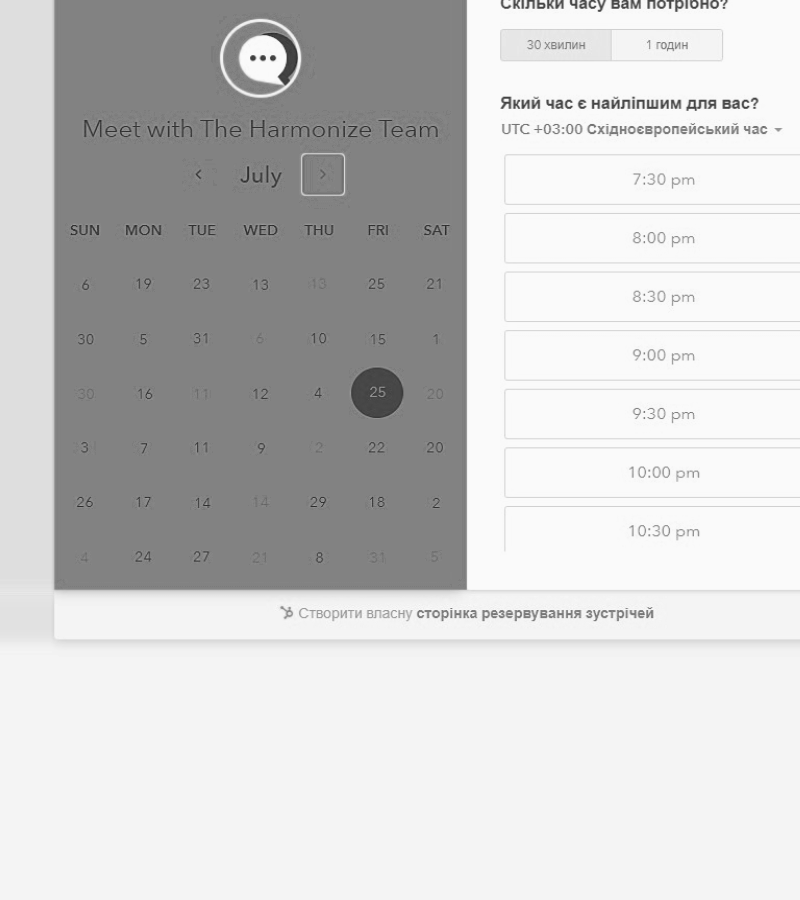 Скільки часу вам потрібно?
30 хвилин 1 годин
Який час є найліпшим для вас?
UTC +03:00 Східноєвропейський час
7:30 pm
8:00 pm
8:30 pm
9:00 pm
9:30 pm
10:00 pm
10:30 pm
Meet with The Harmonize Team
July
SUN MON TUE WED THU FRI SAT
6 19 23 13 13 25 21
30 5 31 6 10 15 1
30 16 11 12 4 25 20
3 7 11 9 2 22 20
26 17 14 14 29 18 2
4 24 27 21 8 31 5
Створити власну сторінка резервування зустрічей